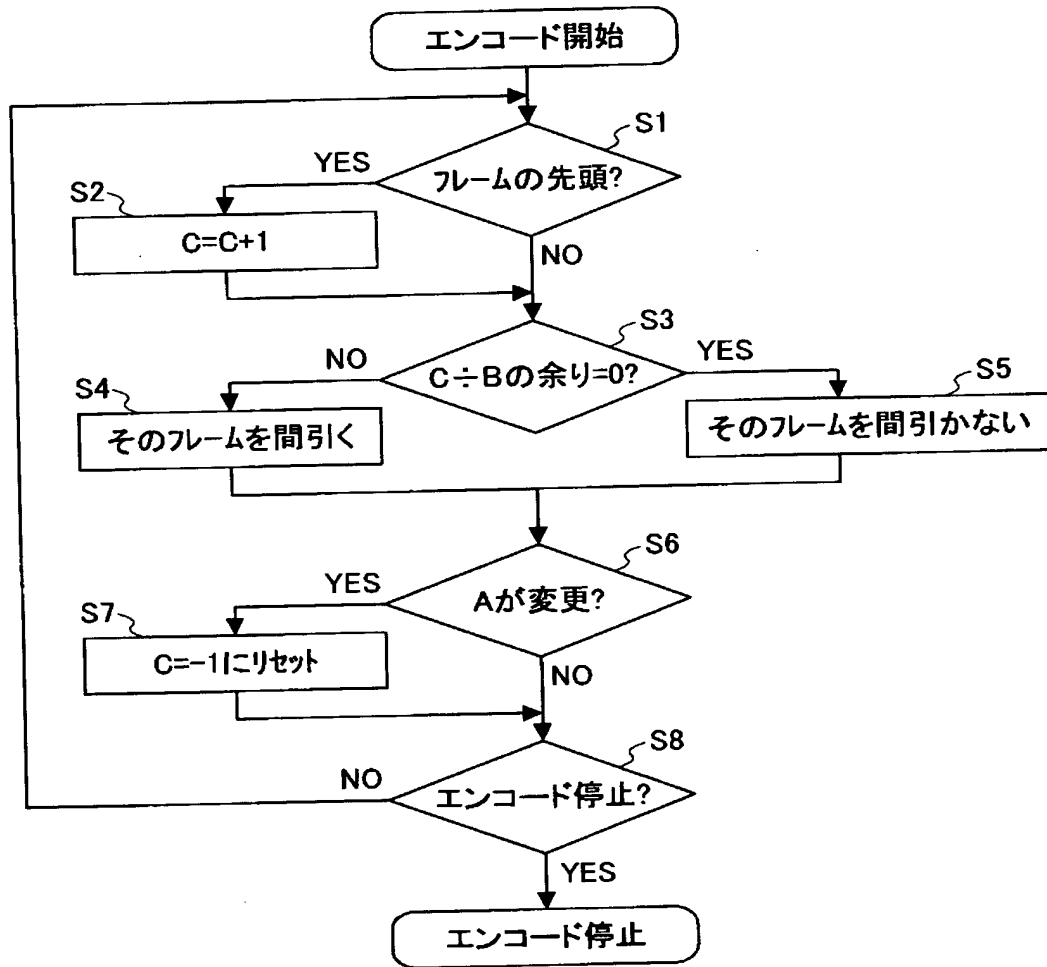 エンコード開始
S1
YES
フレームの先頭?
S2
C=C+1
NO
S3
NO
C÷Bの余り=0?
YES
S4
S5
そのフレームを間引く
そのフレームを間引かない
S6
YES
Aが変更?
S7
C=-1にリセット
NO
S8
NO
エンコード停止?
YES
エンコード停止